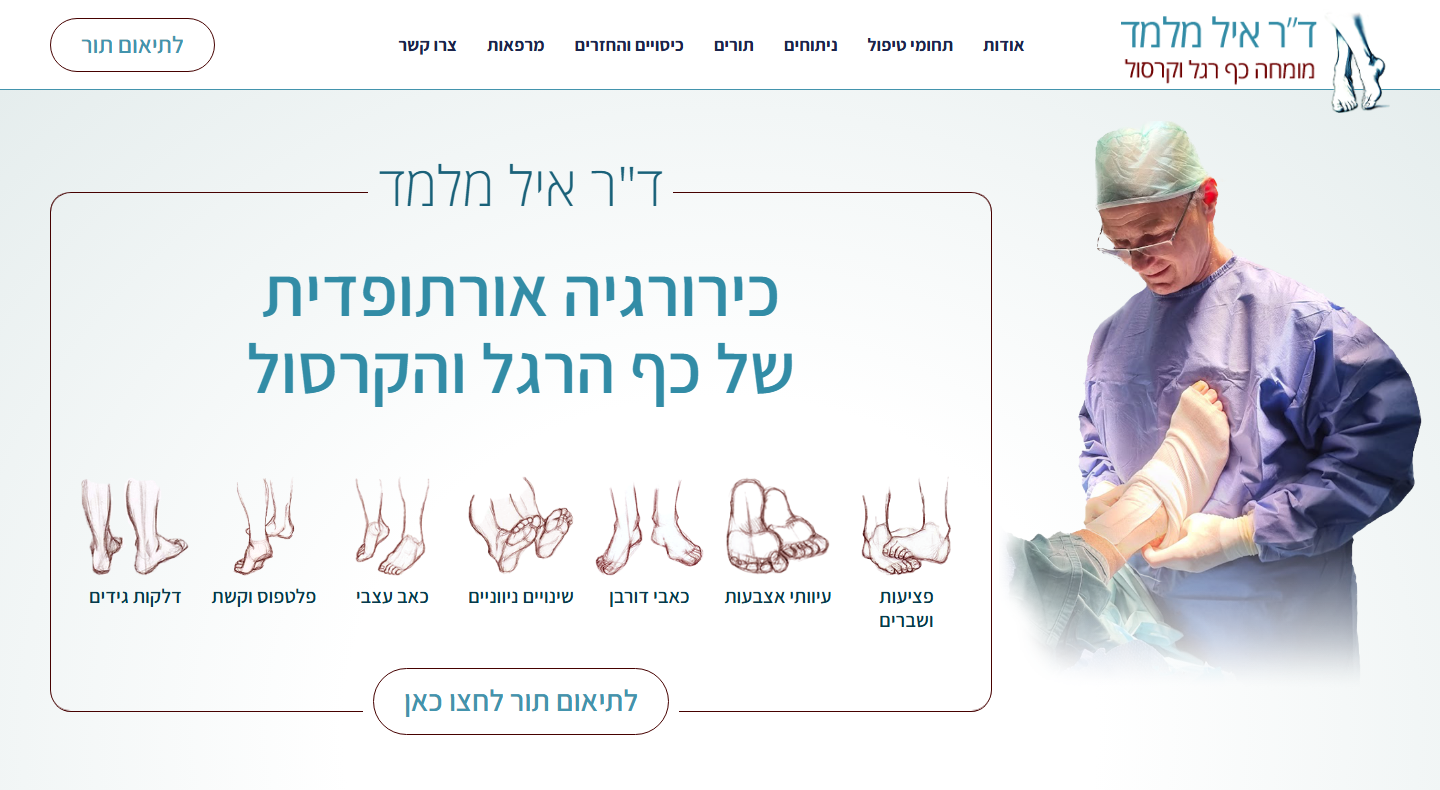 ד״ר איל מלמד
מומחה כף רגל וקרסול
אודות
תחומי טיפול
ניתוחים
תורים
כיסויים והחזרים
מרפאות
צרו קשר
לתיאום תור
ד"ר איל מלמד
כירורגיה אורתופדית
של כף הרגל והקרסול
פציעות
ושברים
עיוותי אצבעות
כאבי דורבן
שינויים ניווניים
כאב עצבי
פלטפוס וקשת
דלקות גידים
לתיאום תור לחצו כאן